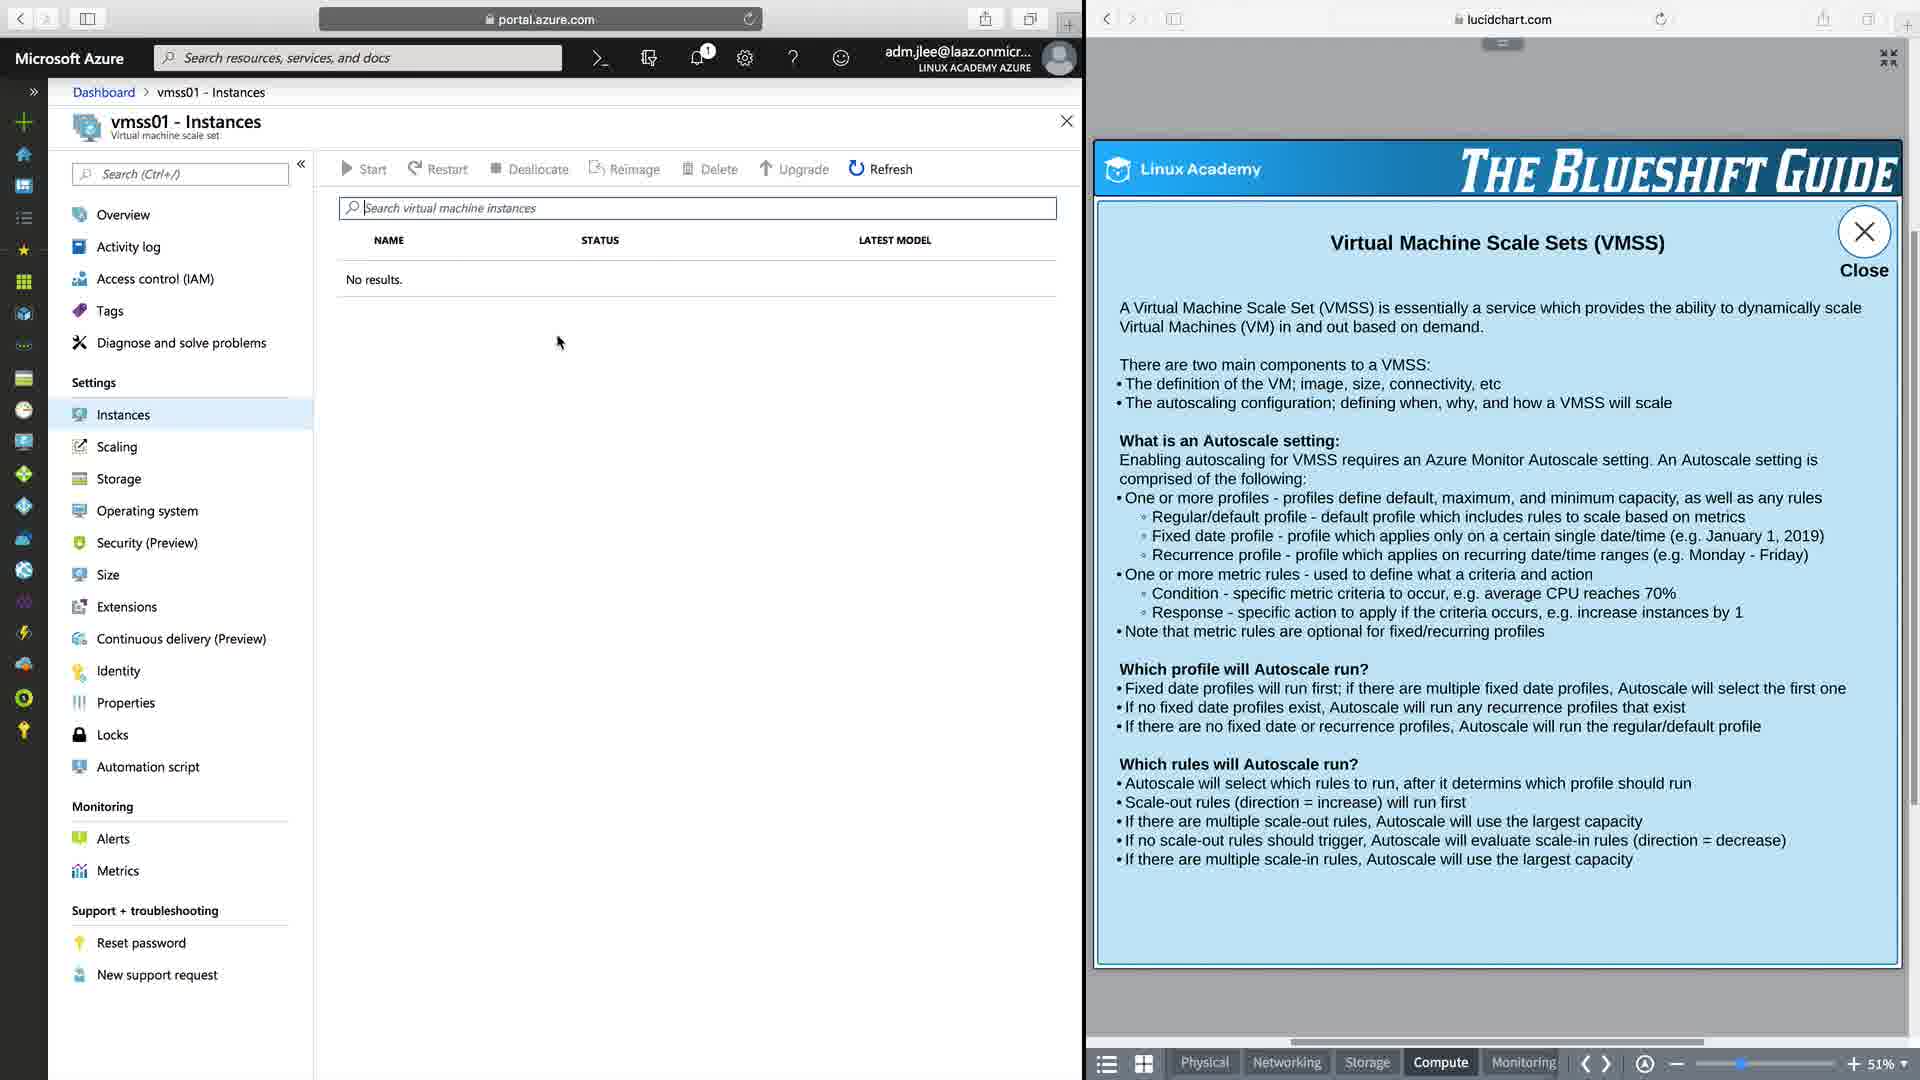 portal.azure.com
Microsoft Azure
Search resources, services, and docs
1
adm.jlee@laaz.onmicr...
LINUX ACADEMY AZURE
Dashboard > vmss01 - Instances
vmss01 - Instances
Virtual machine scale set
Search (Ctrl+/)
Overview
Activity log
Access control (IAM)
Tags
Diagnose and solve problems
Settings
Instances
Scaling
Storage
Operating system
Security (Preview)
Size
Extensions
Continuous delivery (Preview)
Identity
Properties
Locks
Automation script
Monitoring
Alerts
Metrics
Support + troubleshooting
Reset password
New support request
Start
Restart
Deallocate
Reimage
Delete
Upgrade
Refresh
Search virtual machine instances
NAME STATUS LATEST MODEL
No results.
lucidchart.com
Linux Academy
THE BLUESHIFT GUIDE
Virtual Machine Scale Sets (VMSS)
Close
A Virtual Machine Scale Set (VMSS) is essentially a service which provides the ability to dynamically scale
Virtual Machines (VM) in and out based on demand.
There are two main components to a VMSS:
• The definition of the VM; image, size, connectivity, etc
• The autoscaling configuration; defining when, why, and how a VMSS will scale
What is an Autoscale setting:
Enabling autoscaling for VMSS requires an Azure Monitor Autoscale setting. An Autoscale setting is
comprised of the following:
• One or more profiles - profiles define default, maximum, and minimum capacity, as well as any rules
◦ Regular/default profile - default profile which includes rules to scale based on metrics
◦ Fixed date profile - profile which applies only on a certain single date/time (e.g. January 1, 2019)
◦ Recurrence profile - profile which applies on recurring date/time ranges (e.g. Monday - Friday)
• One or more metric rules - used to define what a criteria and action
◦ Condition - specific metric criteria to occur, e.g. average CPU reaches 70%
◦ Response - specific action to apply if the criteria occurs, e.g. increase instances by 1
• Note that metric rules are optional for fixed/recurring profiles
Which profile will Autoscale run?
• Fixed date profiles will run first; if there are multiple fixed date profiles, Autoscale will select the first one
• If no fixed date profiles exist, Autoscale will run any recurrence profiles that exist
• If there are no fixed date or recurrence profiles, Autoscale will run the regular/default profile
Which rules will Autoscale run?
• Autoscale will select which rules to run, after it determins which profile should run
• Scale-out rules (direction = increase) will run first
• If there are multiple scale-out rules, Autoscale will use the largest capacity
• If no scale-out rules should trigger, Autoscale will evaluate scale-in rules (direction = decrease)
• If there are multiple scale-in rules, Autoscale will use the largest capacity
Physical Networking Storage Compute Monitoring
51%